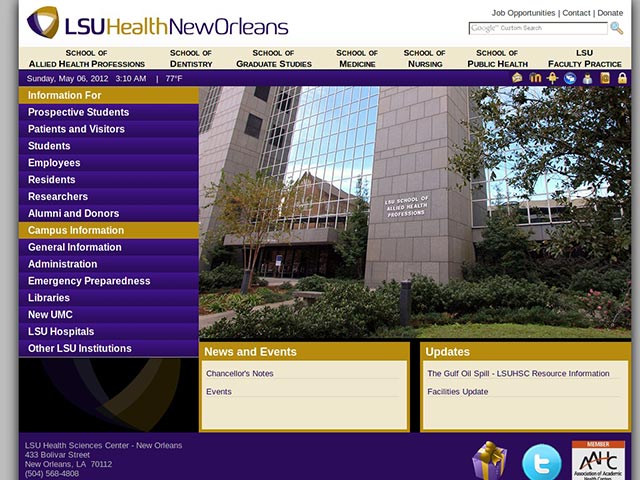 Job Opportunities | Contact | Donate
LSUHealthNewOrleans
Google Custom Search
SCHOOL OF
ALLIED HEALTH PROFESSIONS
SCHOOL OF
DENTISTRY
SCHOOL OF
GRADUATE STUDIES
SCHOOL OF
MEDICINE
SCHOOL OF
NURSING
SCHOOL OF
PUBLIC HEALTH
LSU
FACULTY PRACTICE
Sunday, May 06, 2012 3:10 AM | 77°F
Information For
Prospective Students
Patients and Visitors
Students
Employees
Residents
Researchers
Alumni and Donors
Campus Information
General Information
Administration
Emergency Preparedness
Libraries
New UMC
LSU Hospitals
Other LSU Institutions
LSU SCHOOL OF
ALLIED HEALTH
PROFESSIONS
News and Events
Chancellor's Notes
Events
Updates
The Gulf Oil Spill - LSUHSC Resource Information
Facilities Update
LSU Health Sciences Center - New Orleans
433 Bolivar Street
New Orleans, LA 70112
(504) 568-4808
MEMBER
AAHC
Association of Academic
Health Centers